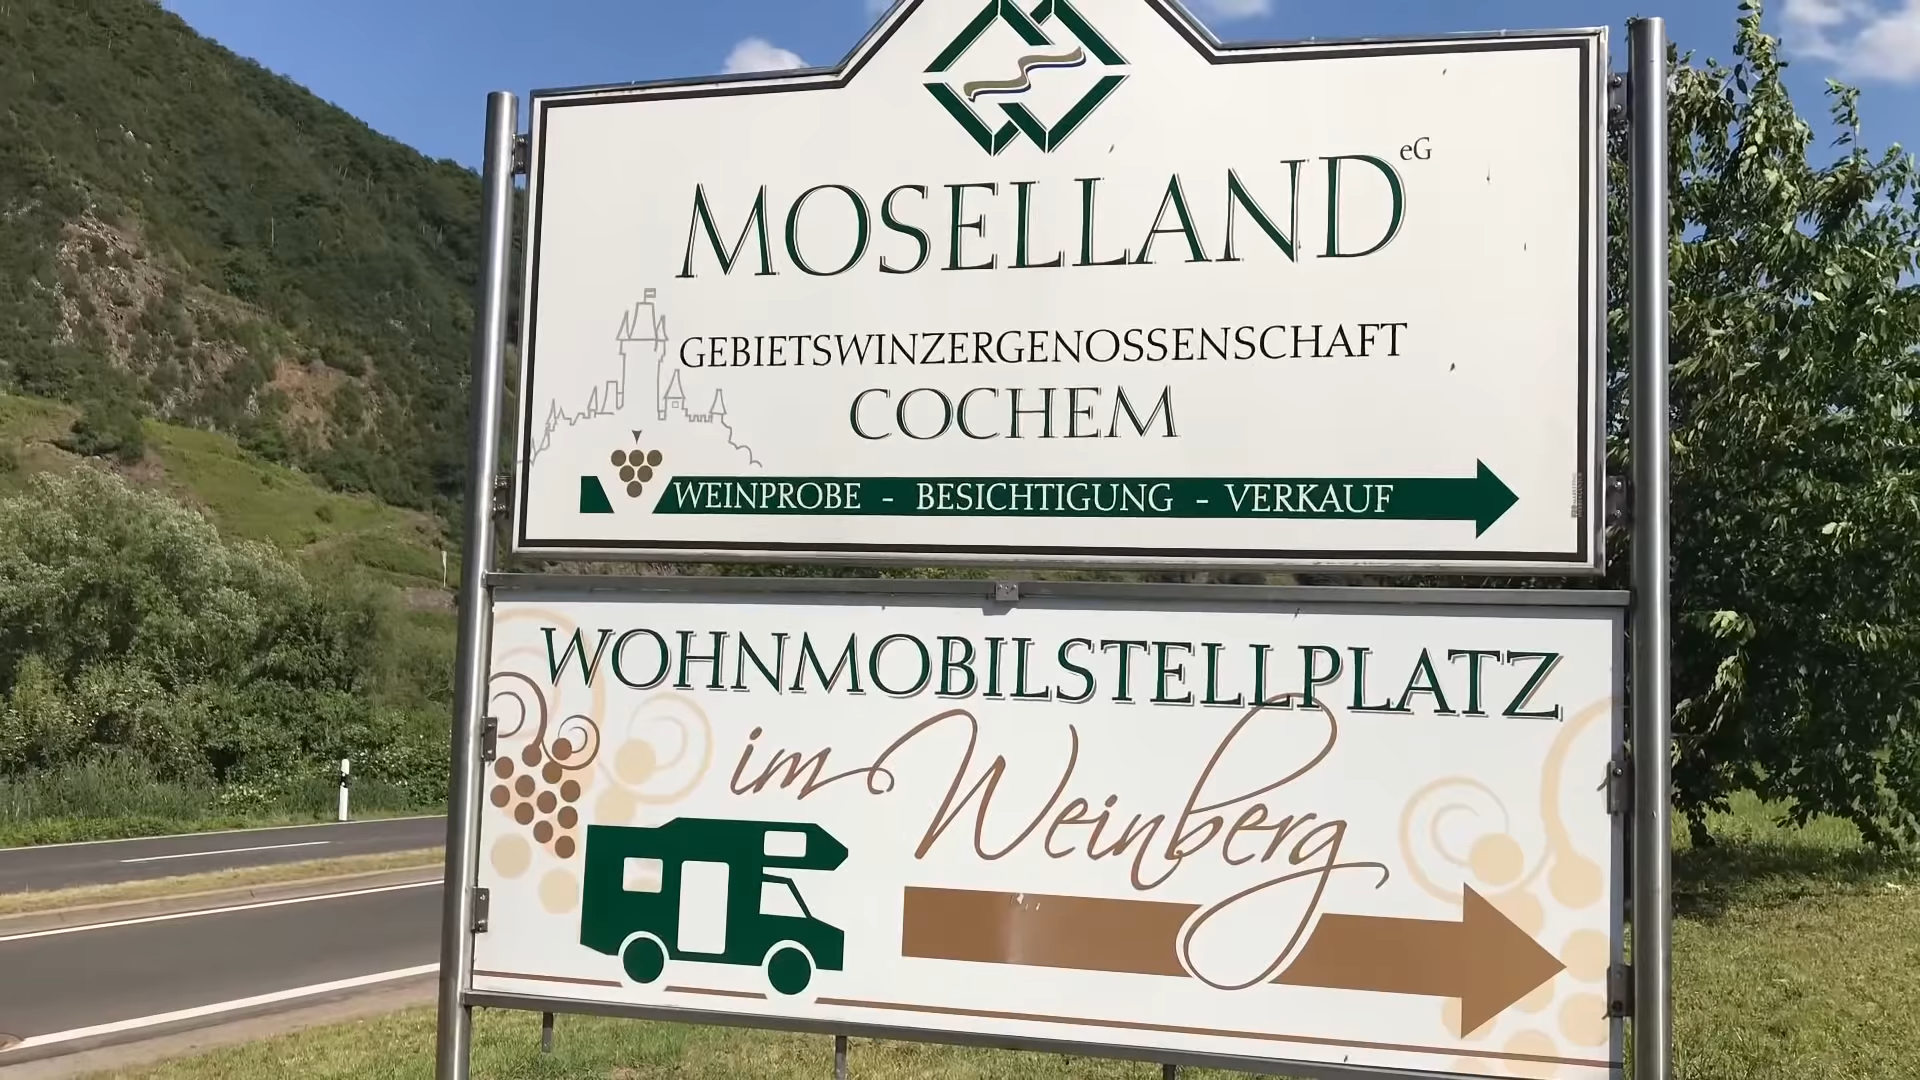 MOSELLAND eG
GEBIETSWINZERGENOSSENSCHAFT
COCHEM
WEINPROBE - BESICHTIGUNG - VERKAUF
WOHNMOBILSTELLPLATZ
im Weinberg